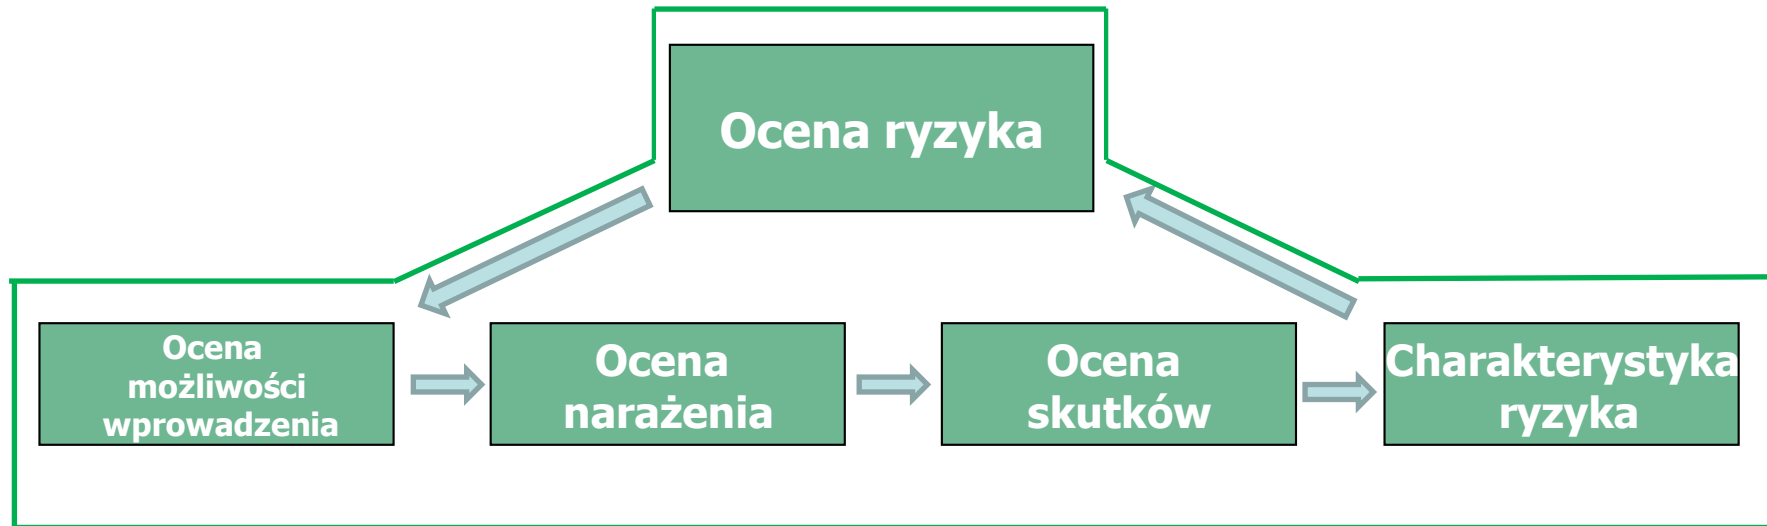 Ocena ryzyka
Ocena
możliwości
wprowadzenia
Ocena
narażenia
Ocena
skutków
Charakterystyka
ryzyka